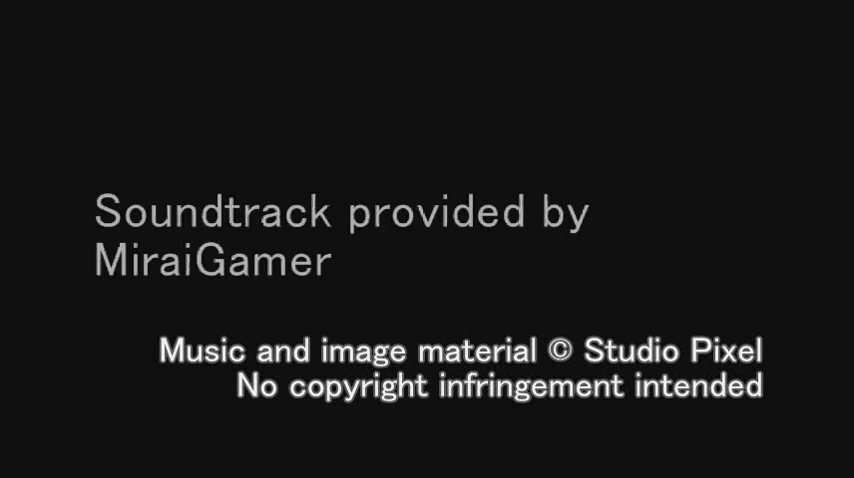 Soundtrack provided by
MiraiGamer
Music and image material © Studio Pixel
No copyright infringement intended